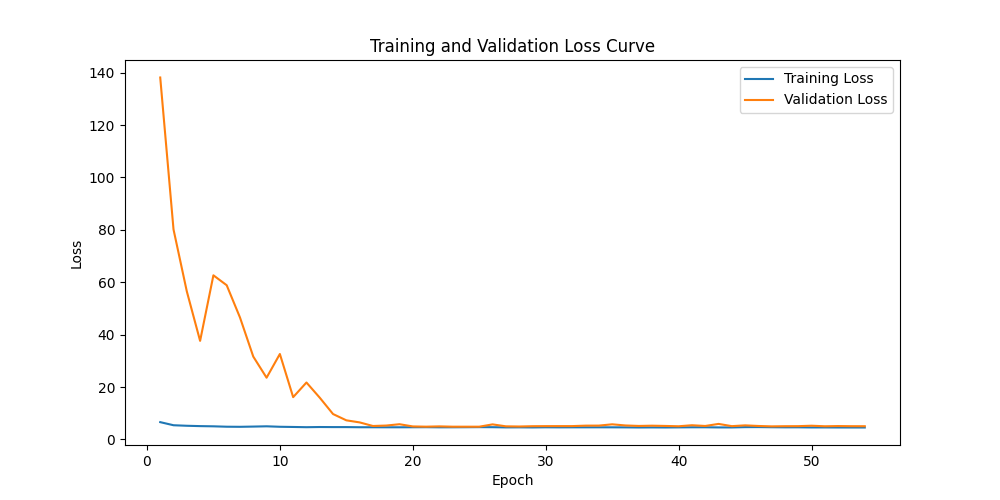 Training and Validation Loss Curve
Training Loss
Validation Loss
140
120
100
80
60
40
20
0
Loss
0 10 20 30 40 50
Epoch